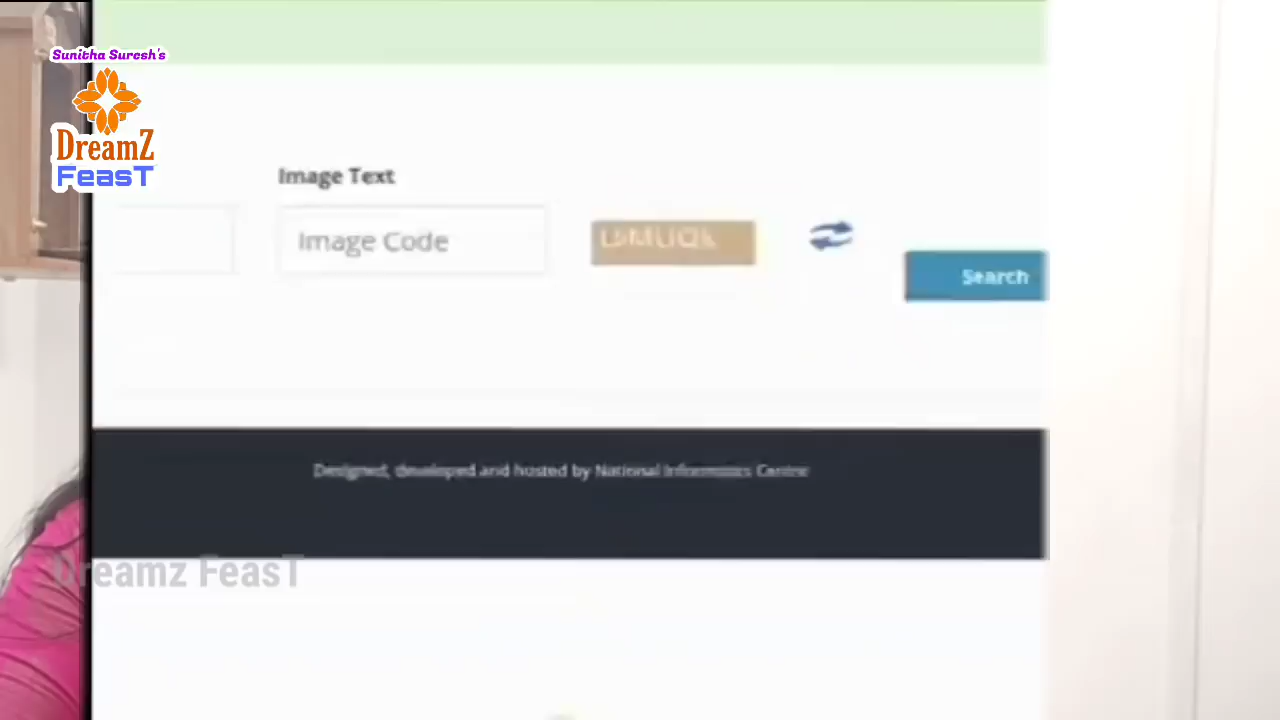 Sunitha Suresh's
DreamZ
FeasT
Image Text
Image Code
Search
Designed, developed and hosted by National Informatics Centre
Dreamz FeasT